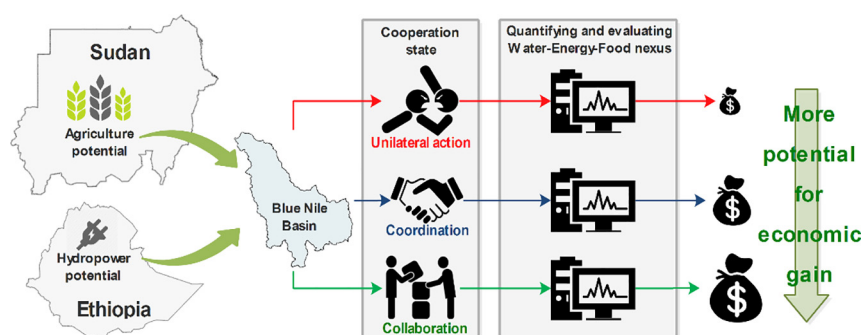 Sudan
Agriculture
potential
Hydropower
potential
Ethiopia
Blue Nile
Basin
Cooperation
state
Unilateral action
Coordination
Collaboration
Quantifying and evaluating
Water-Energy-Food nexus
$
$
$
More
potential
for
economic
gain